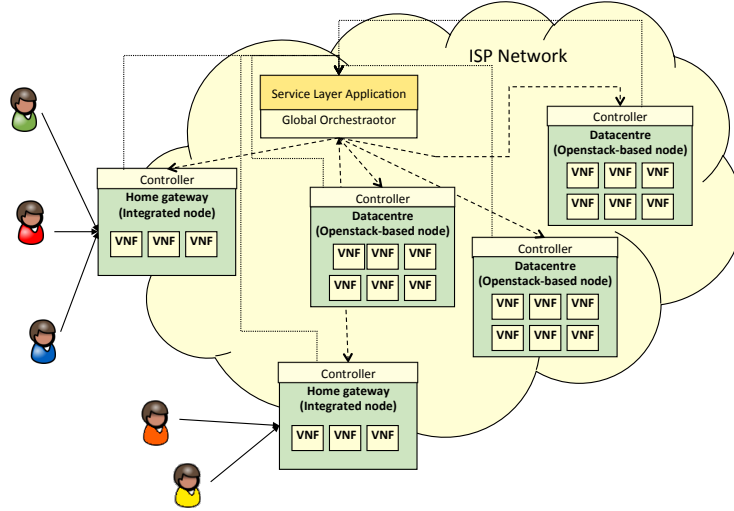 ISP Network
Service Layer Application
Global Orchestraotor
Controller
Datacentre
(Openstack-based node)
VNF VNF VNF
VNF VNF VNF
Controller
Home gateway
(Integrated node)
VNF VNF VNF
Controller
Datacentre
(Openstack-based node)
VNF VNF VNF
VNF VNF VNF
Controller
Datacentre
(Openstack-based node)
VNF VNF VNF
VNF VNF VNF
Controller
Home gateway
(Integrated node)
VNF VNF VNF